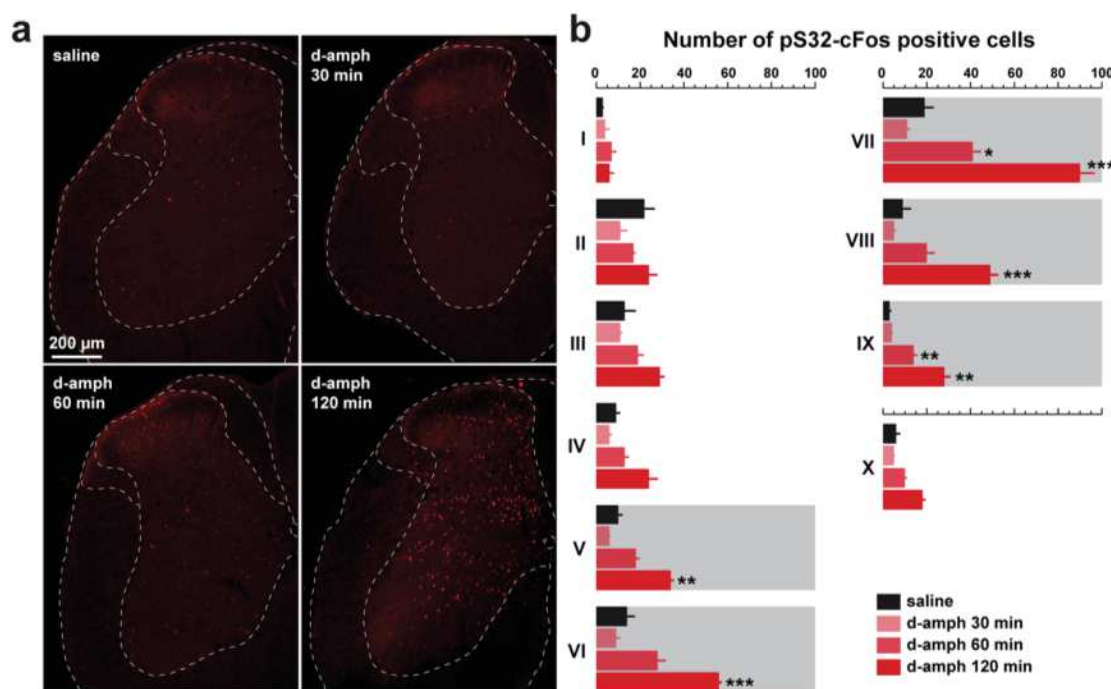 a
saline
d-amph
30 min
200 µm
d-amph
60 min
d-amph
120 min
b
Number of pS32-cFos positive cells
0 20 40 60 80 100
I
II
III
IV
V
**
VI
***
0 20 40 60 80 100
VII
*
***
VIII
***
IX
**
**
X
saline
d-amph 30 min
d-amph 60 min
d-amph 120 min